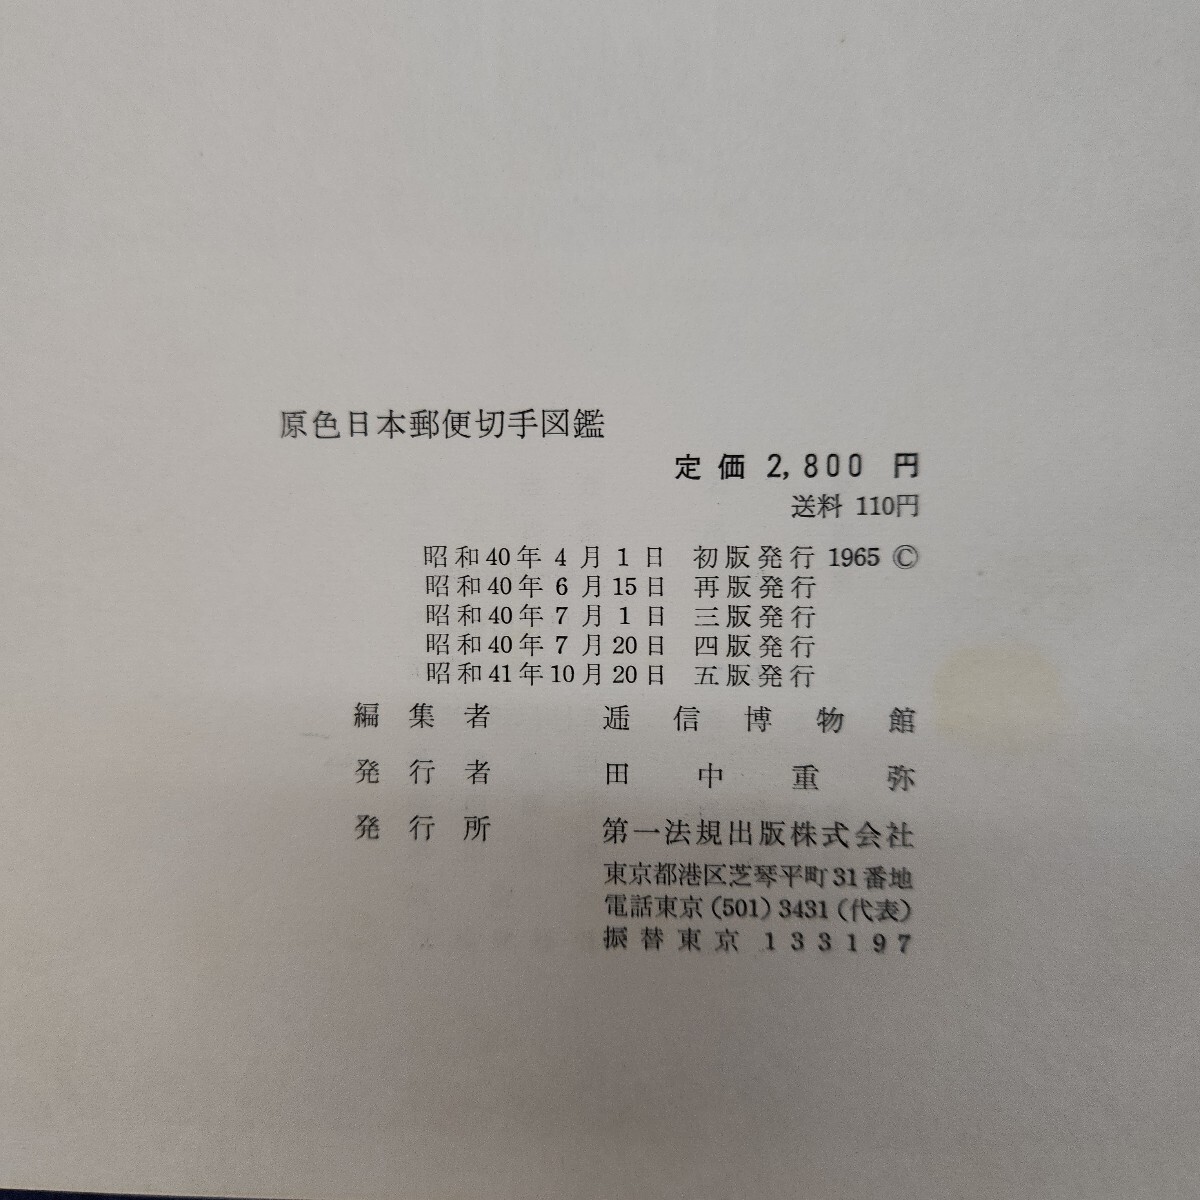 原色日本郵便切手図鑑
定価 2,800 円
送料 110円
昭和40年 4 月 1 日 初版発行 1965 ©
昭和40年 6 月15日 再版発行
昭和40年 7 月 1 日 三版発行
昭和40年 7 月20日 四版発行
昭和41年10月20日 五版発行
編集者 逓信博物館
発行者 田中重弥
発行所 第一法規出版株式会社
東京都港区芝琴平町31番地
電話東京(501)3431(代表)
振替東京 133197